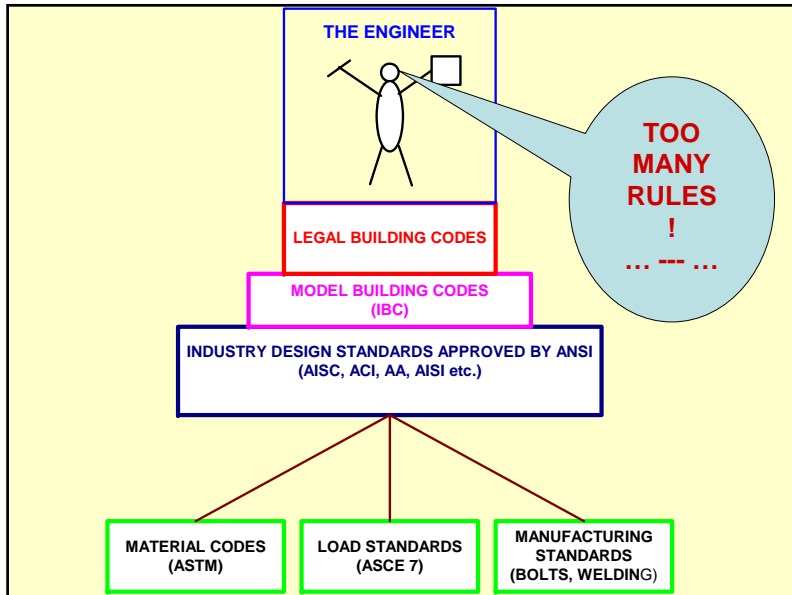 THE ENGINEER
TOO
MANY
RULES
!
... --- ...
LEGAL BUILDING CODES
MODEL BUILDING CODES
(IBC)
INDUSTRY DESIGN STANDARDS APPROVED BY ANSI
(AISC, ACI, AA, AISI etc.)
MATERIAL CODES
(ASTM)
LOAD STANDARDS
(ASCE 7)
MANUFACTURING
STANDARDS
(BOLTS, WELDING)